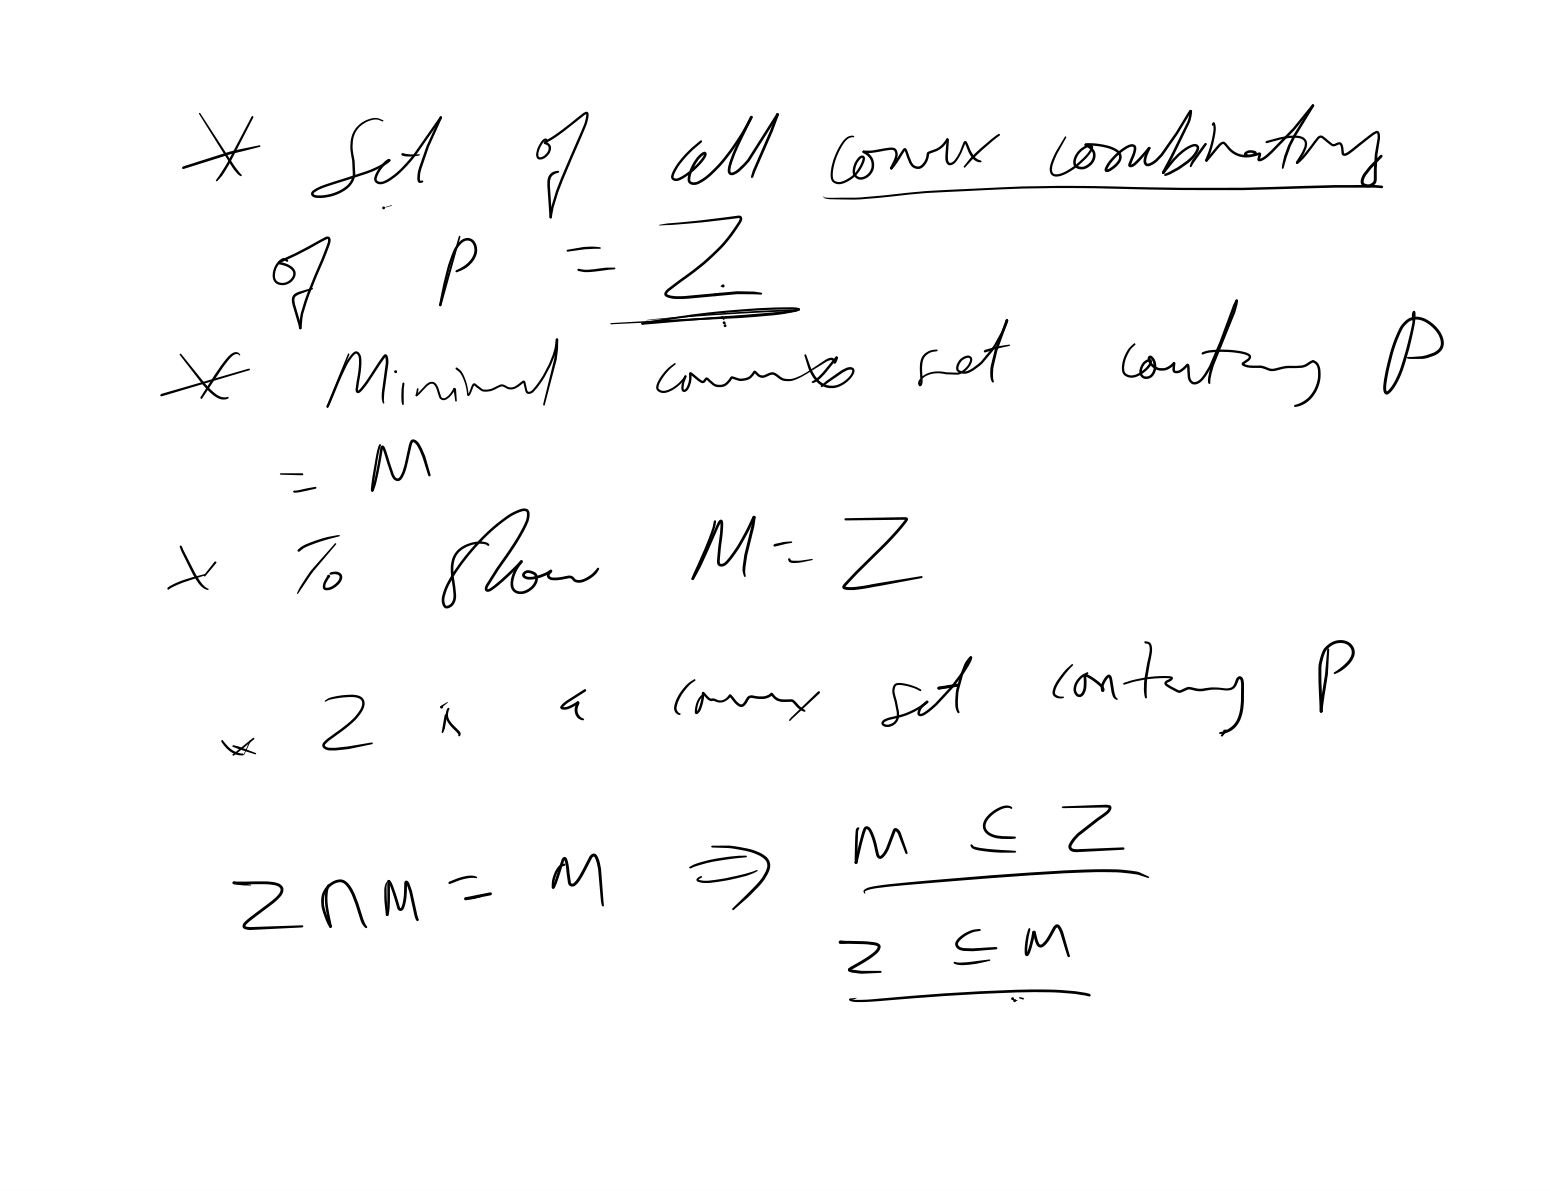 * Set of all convex combinations
of P = Z
* Minimal convex set containing P
= M
* To show M = Z
* Z is a convex set containing P
Z ∩ M = M ⇒ M ⊆ Z
Z ⊆ M